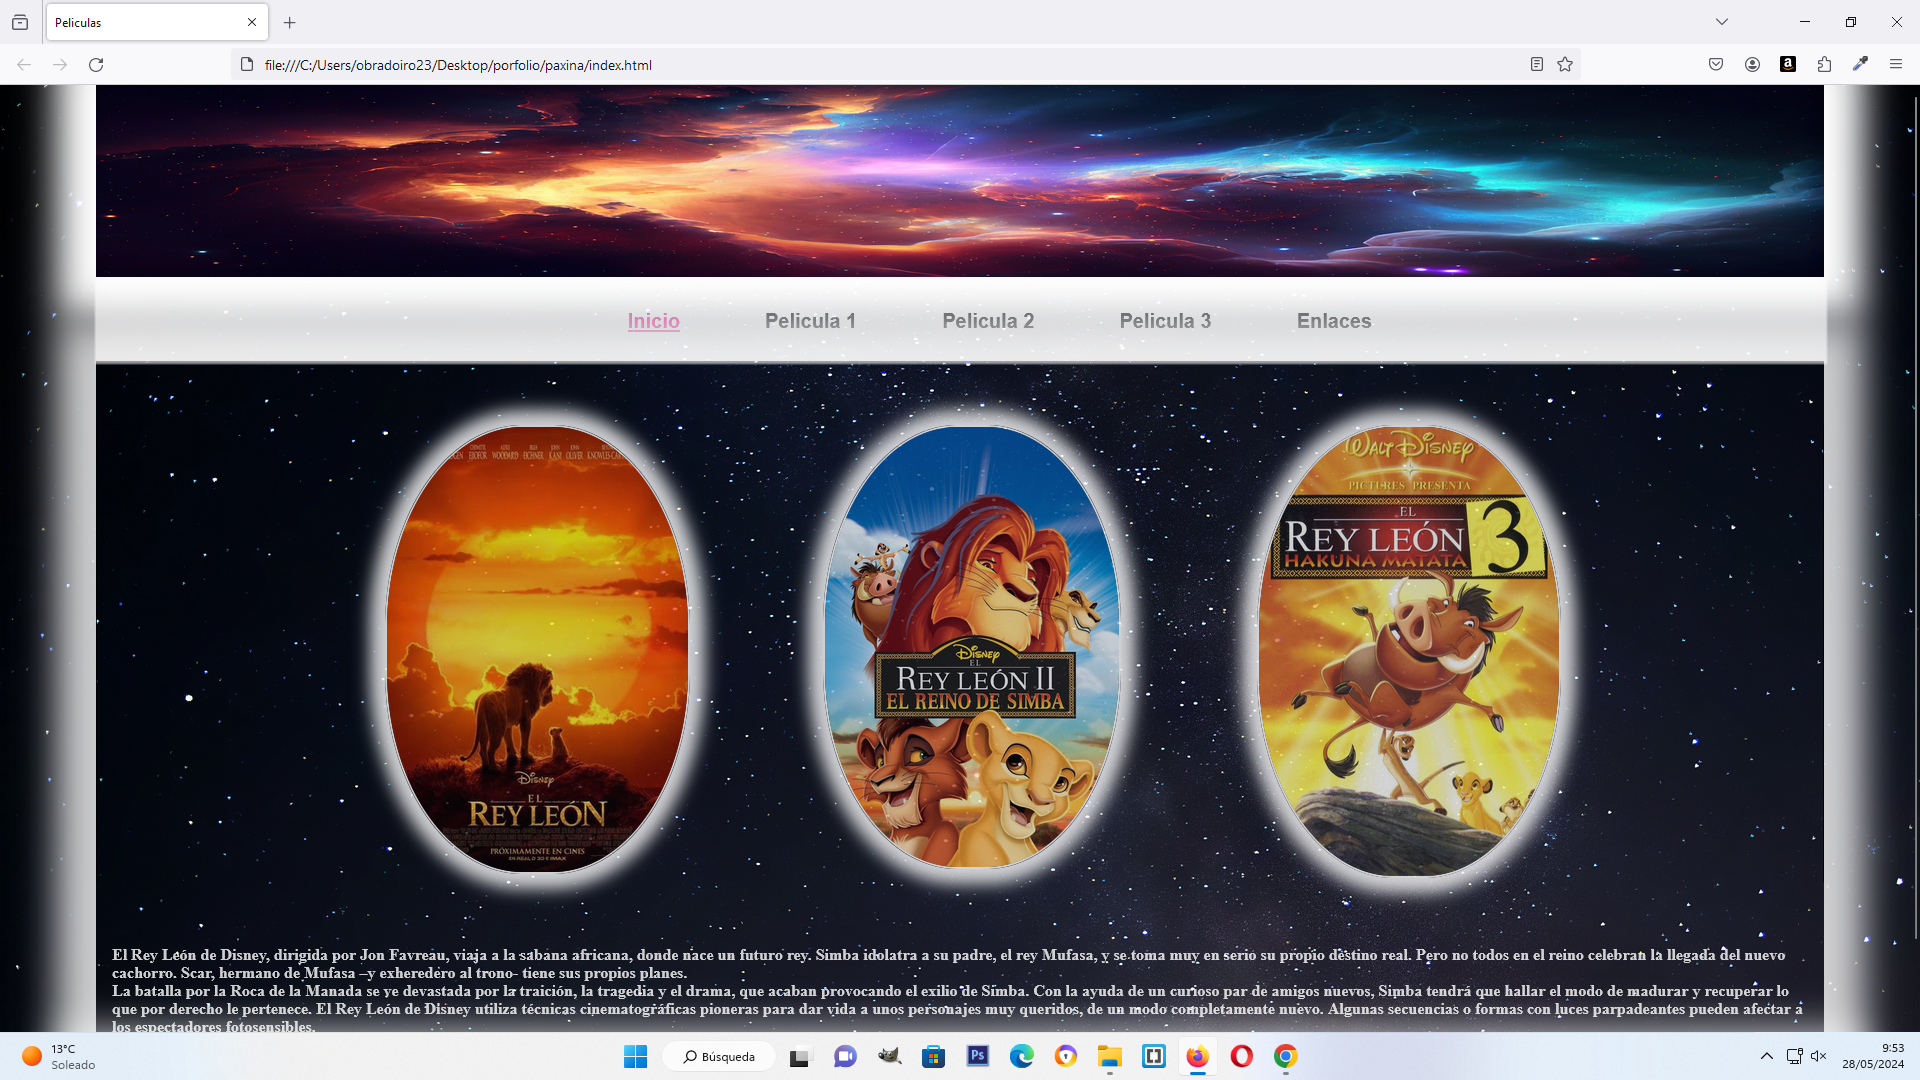 Peliculas
file:///C:/Users/obradoiro23/Desktop/porfolio/paxina/index.html
Inicio
Pelicula 1
Pelicula 2
Pelicula 3
Enlaces
EJIOFOR WOODARD EICHNER KANI OLIVER
Disney
EL
REY LEÓN
PRÓXIMAMENTE EN CINES
EN REAL D 3D E IMAX
Disney
EL
REY LEÓN II
EL REINO DE SIMBA
WALT DISNEY
PICTURES PRESENTA
EL
REY LEÓN 3
HAKUNA MATATA
El Rey León de Disney, dirigida por Jon Favreau, viaja a la sabana africana, donde nace un futuro rey. Simba idolatra a su padre, el rey Mufasa, y se toma muy en serio su propio destino real. Pero no todos en el reino celebran la llegada del nuevo
cachorro. Scar, hermano de Mufasa –y exheredero al trono- tiene sus propios planes.
La batalla por la Roca de la Manada se ve devastada por la traición, la tragedia y el drama, que acaban provocando el exilio de Simba. Con la ayuda de un curioso par de amigos nuevos, Simba tendrá que hallar el modo de madurar y recuperar lo
que por derecho le pertenece. El Rey León de Disney utiliza técnicas cinematográficas pioneras para dar vida a unos personajes muy queridos, de un modo completamente nuevo. Algunas secuencias o formas con luces parpadeantes pueden afectar a
los espectadores fotosensibles.
13°C
Soleado
Búsqueda
Ps
9:53
28/05/2024